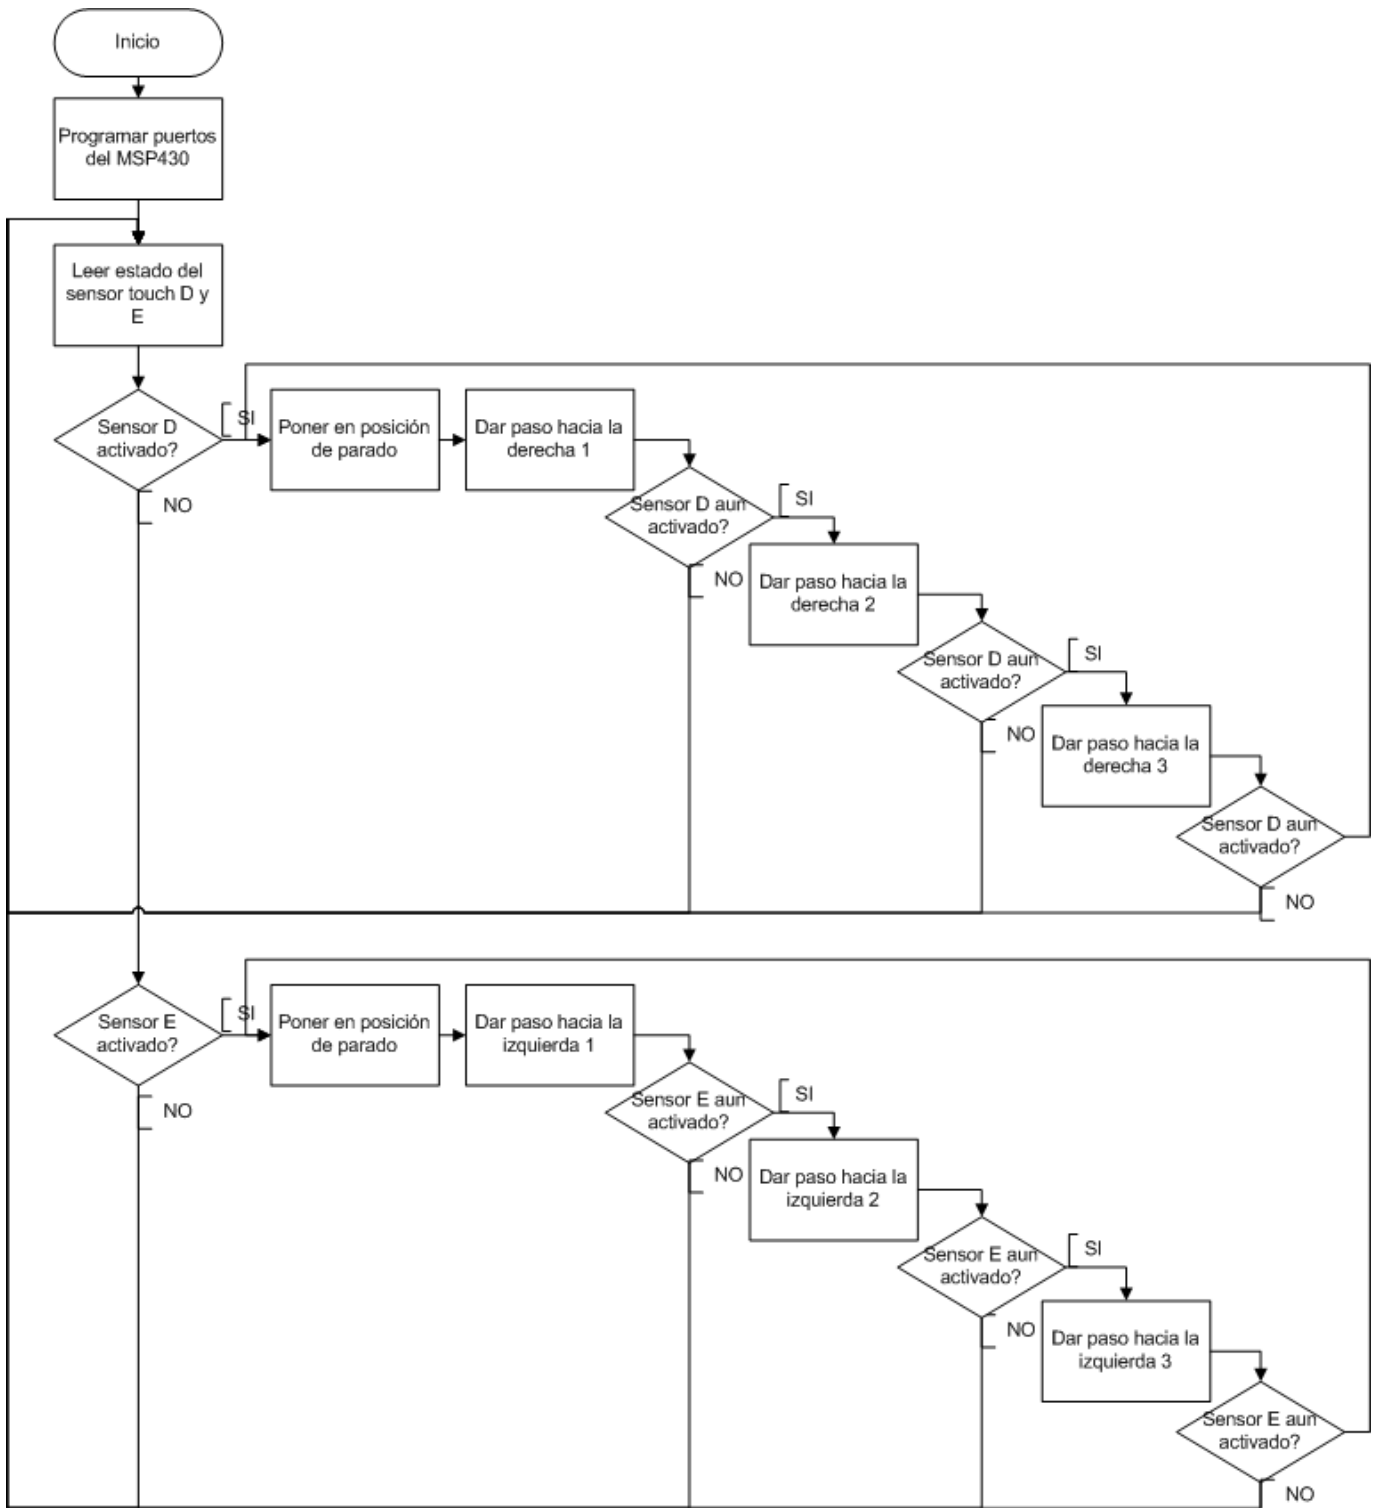 Inicio
Programar puertos
del MSP430
Leer estado del
sensor touch D y
E
Sensor D
activado?
SI
NO
Poner en posición
de parado
Dar paso hacia la
derecha 1
Sensor D aun
activado?
SI
NO
Dar paso hacia la
derecha 2
Sensor D aun
activado?
SI
NO
Dar paso hacia la
derecha 3
Sensor D aun
activado?
NO
Sensor E
activado?
SI
NO
Poner en posición
de parado
Dar paso hacia la
izquierda 1
Sensor E aun
activado?
SI
NO
Dar paso hacia la
izquierda 2
Sensor E aun
activado?
SI
NO
Dar paso hacia la
izquierda 3
Sensor E aun
activado?
NO